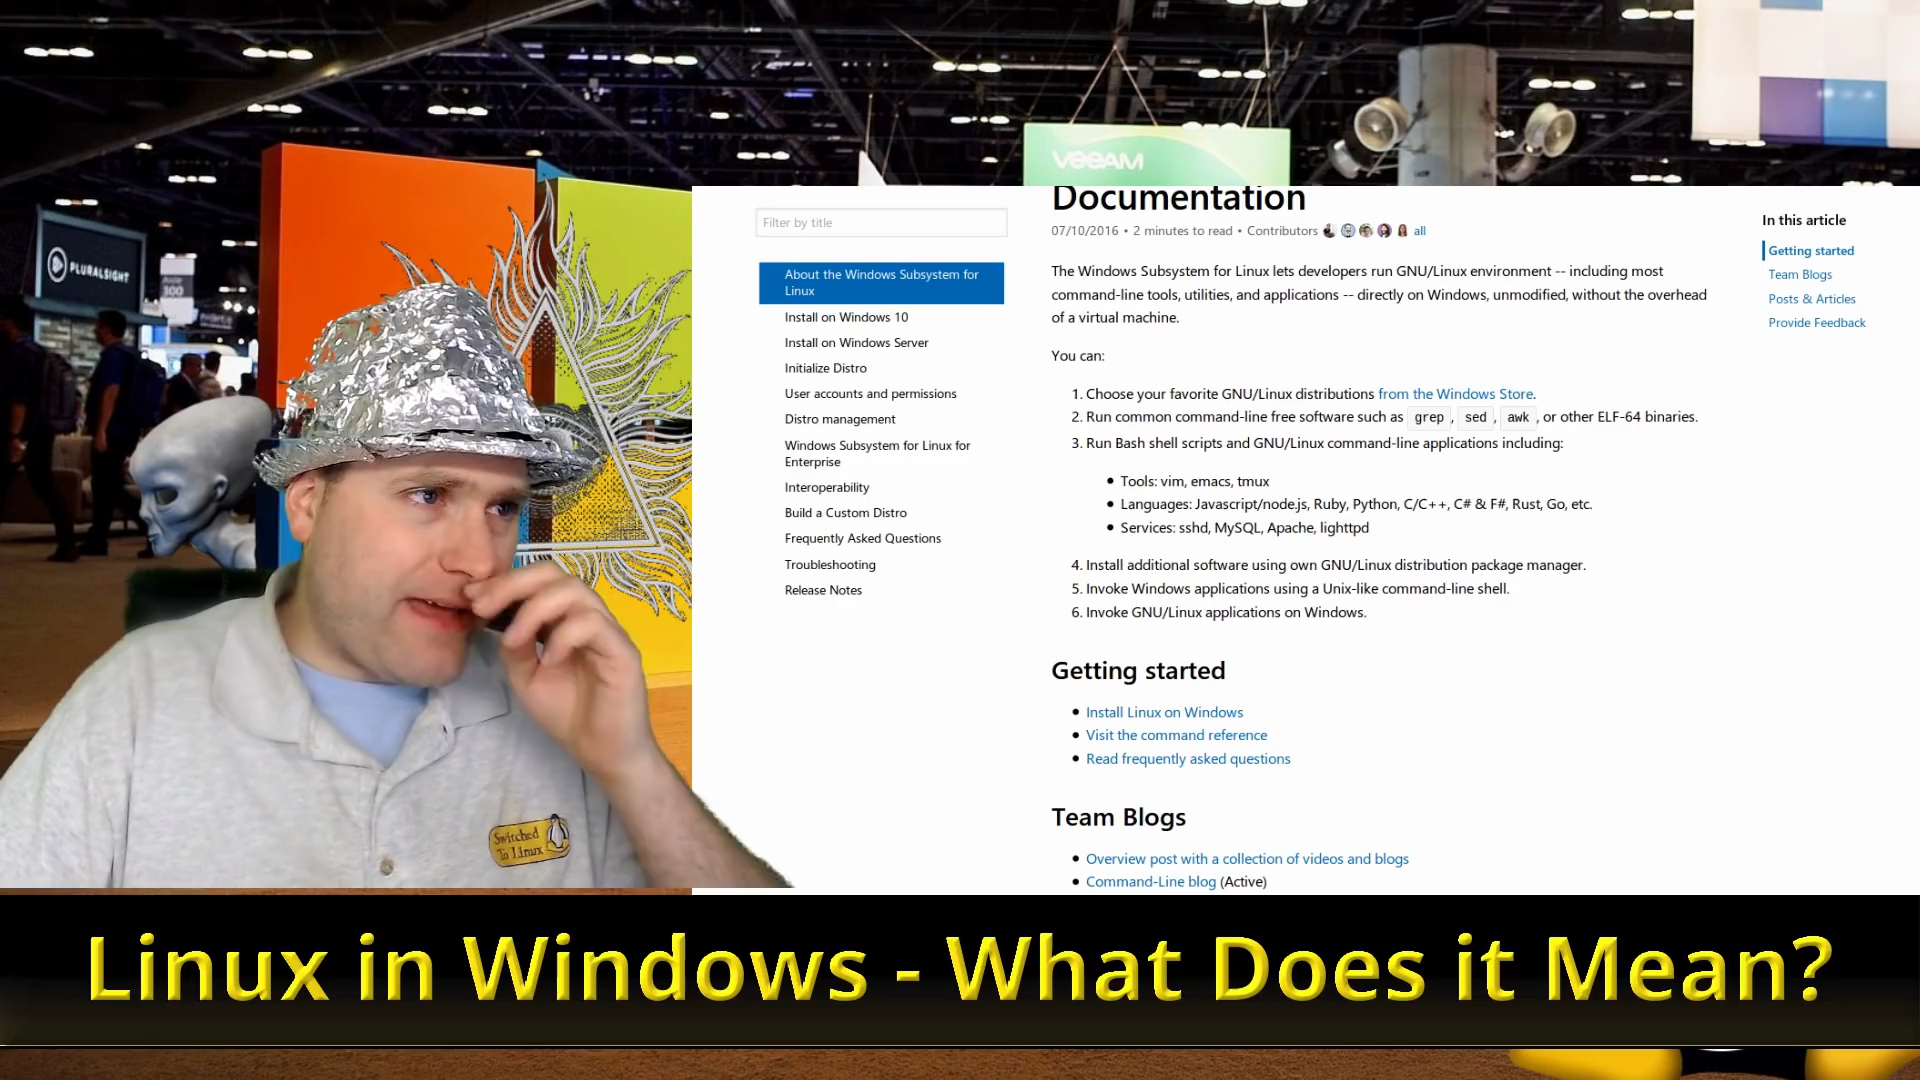 VEEAM
PLURALSIGHT
Aisle
300
Documentation
Filter by title
07/10/2016 • 2 minutes to read • Contributors all
In this article
Getting started
Team Blogs
Posts & Articles
Provide Feedback
About the Windows Subsystem for
Linux
Install on Windows 10
Install on Windows Server
Initialize Distro
User accounts and permissions
Distro management
Windows Subsystem for Linux for
Enterprise
Interoperability
Build a Custom Distro
Frequently Asked Questions
Troubleshooting
Release Notes
The Windows Subsystem for Linux lets developers run GNU/Linux environment -- including most
command-line tools, utilities, and applications -- directly on Windows, unmodified, without the overhead
of a virtual machine.
You can:
1. Choose your favorite GNU/Linux distributions from the Windows Store.
2. Run common command-line free software such as grep, sed, awk, or other ELF-64 binaries.
3. Run Bash shell scripts and GNU/Linux command-line applications including:
• Tools: vim, emacs, tmux
• Languages: Javascript/node.js, Ruby, Python, C/C++, C# & F#, Rust, Go, etc.
• Services: sshd, MySQL, Apache, lighttpd
4. Install additional software using own GNU/Linux distribution package manager.
5. Invoke Windows applications using a Unix-like command-line shell.
6. Invoke GNU/Linux applications on Windows.
Getting started
• Install Linux on Windows
• Visit the command reference
• Read frequently asked questions
Team Blogs
• Overview post with a collection of videos and blogs
• Command-Line blog (Active)
Switched
To Linux
Linux in Windows - What Does it Mean?